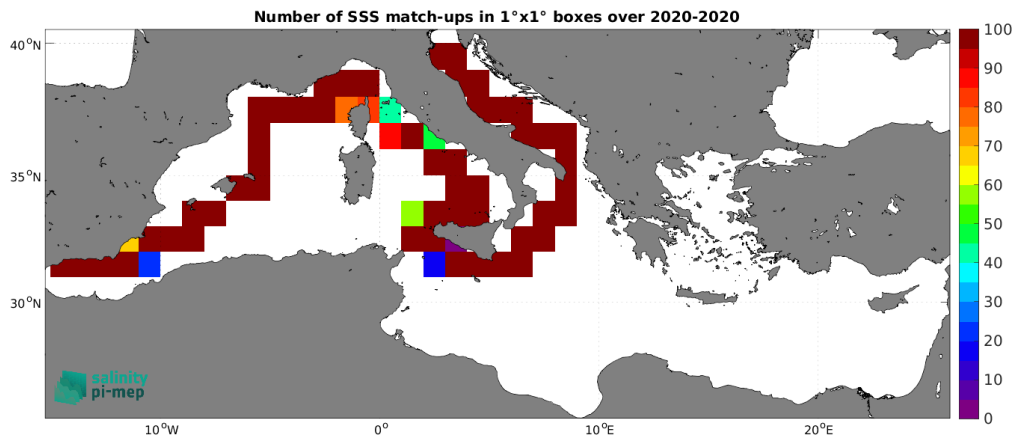 Number of SSS match-ups in 1°x1° boxes over 2020-2020
40°N
35°N
30°N
10°W
0°
10°E
20°E
100
90
80
70
60
50
40
30
20
10
0
salinity
pi-mep